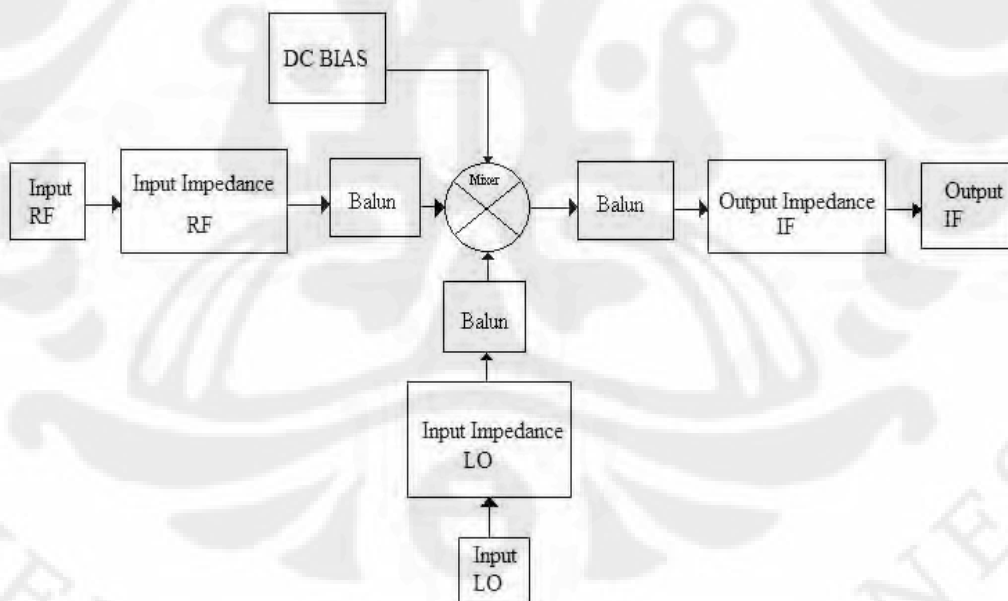 DC BIAS
Mixer
Input
RF
Input Impedance
RF
Balun
Balun
Output Impedance
IF
Output
IF
Balun
Input Impedance
LO
Input
LO